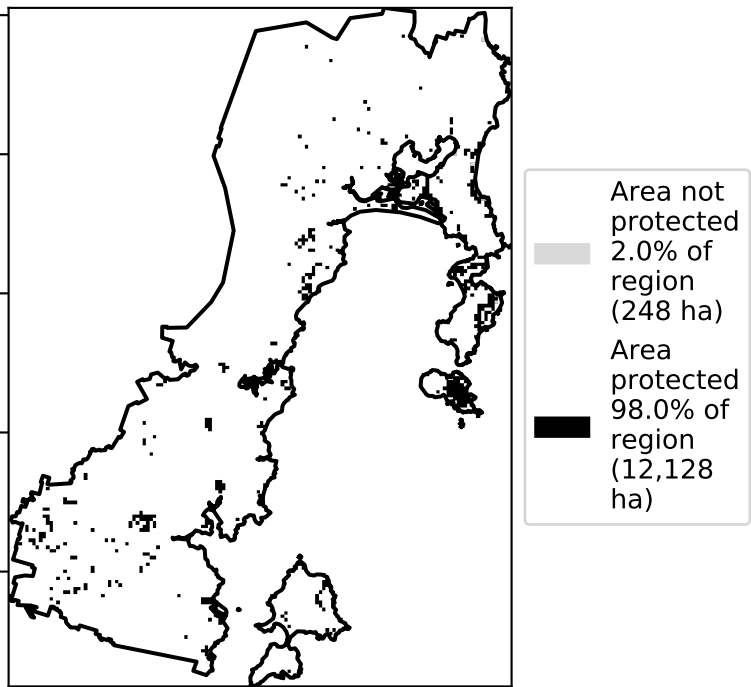 Area not
protected
2.0% of
region
(248 ha)
Area
protected
98.0% of
region
(12,128
ha)